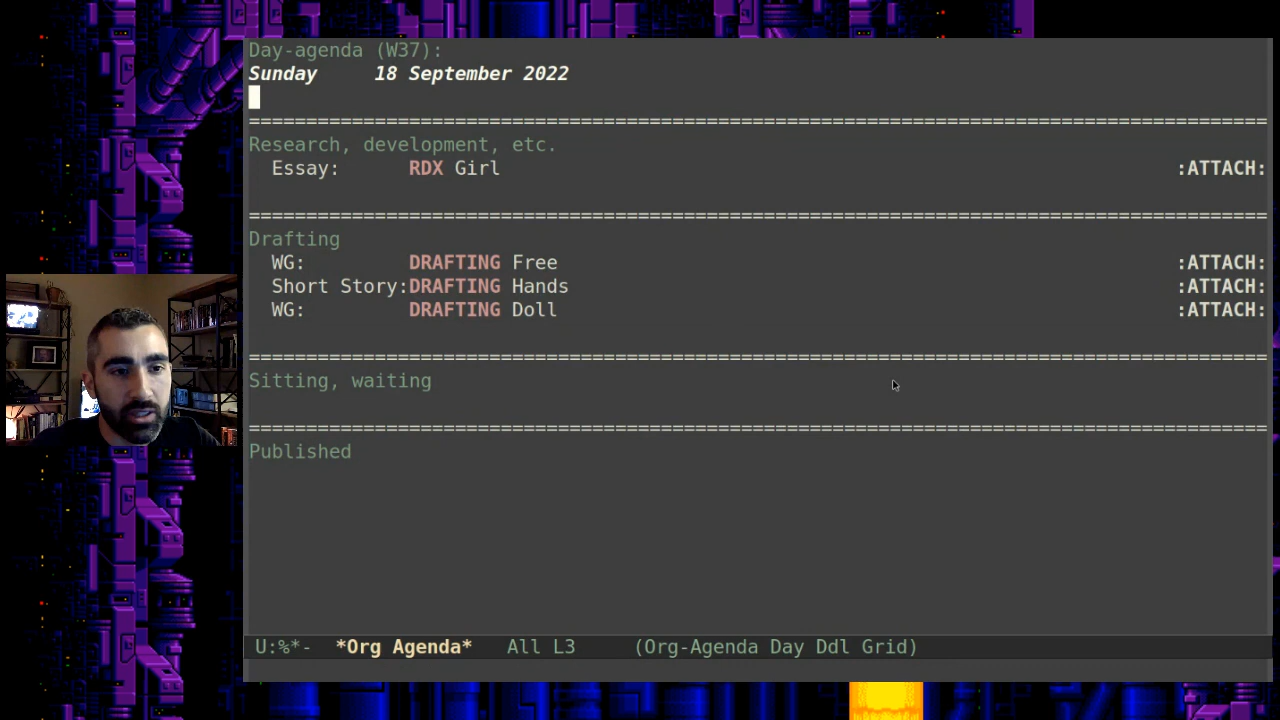 Day-agenda (W37):
Sunday     18 September 2022
================================================================================
Research, development, etc.
  Essay:      RDX Girl                                                           :ATTACH:
================================================================================
Drafting
  WG:         DRAFTING Free                                                      :ATTACH:
  Short Story:DRAFTING Hands                                                     :ATTACH:
  WG:         DRAFTING Doll                                                      :ATTACH:
================================================================================
Sitting, waiting
================================================================================
Published
U:%*-  *Org Agenda*   All L3     (Org-Agenda Day Ddl Grid)